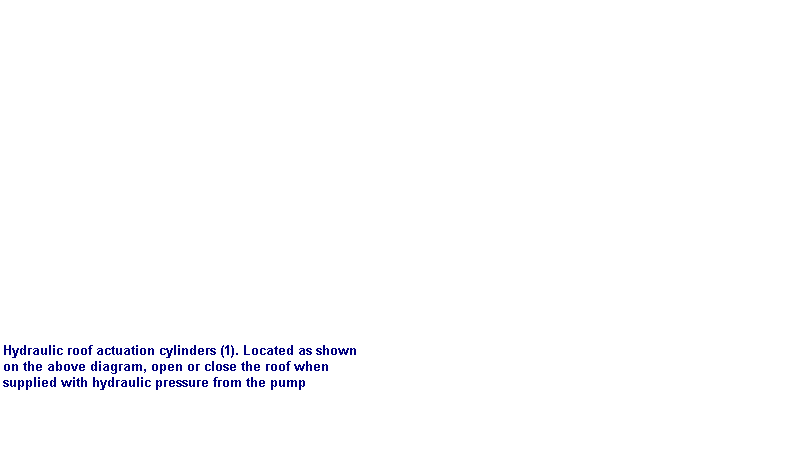 Hydraulic roof actuation cylinders (1). Located as shown
on the above diagram, open or close the roof when
supplied with hydraulic pressure from the pump